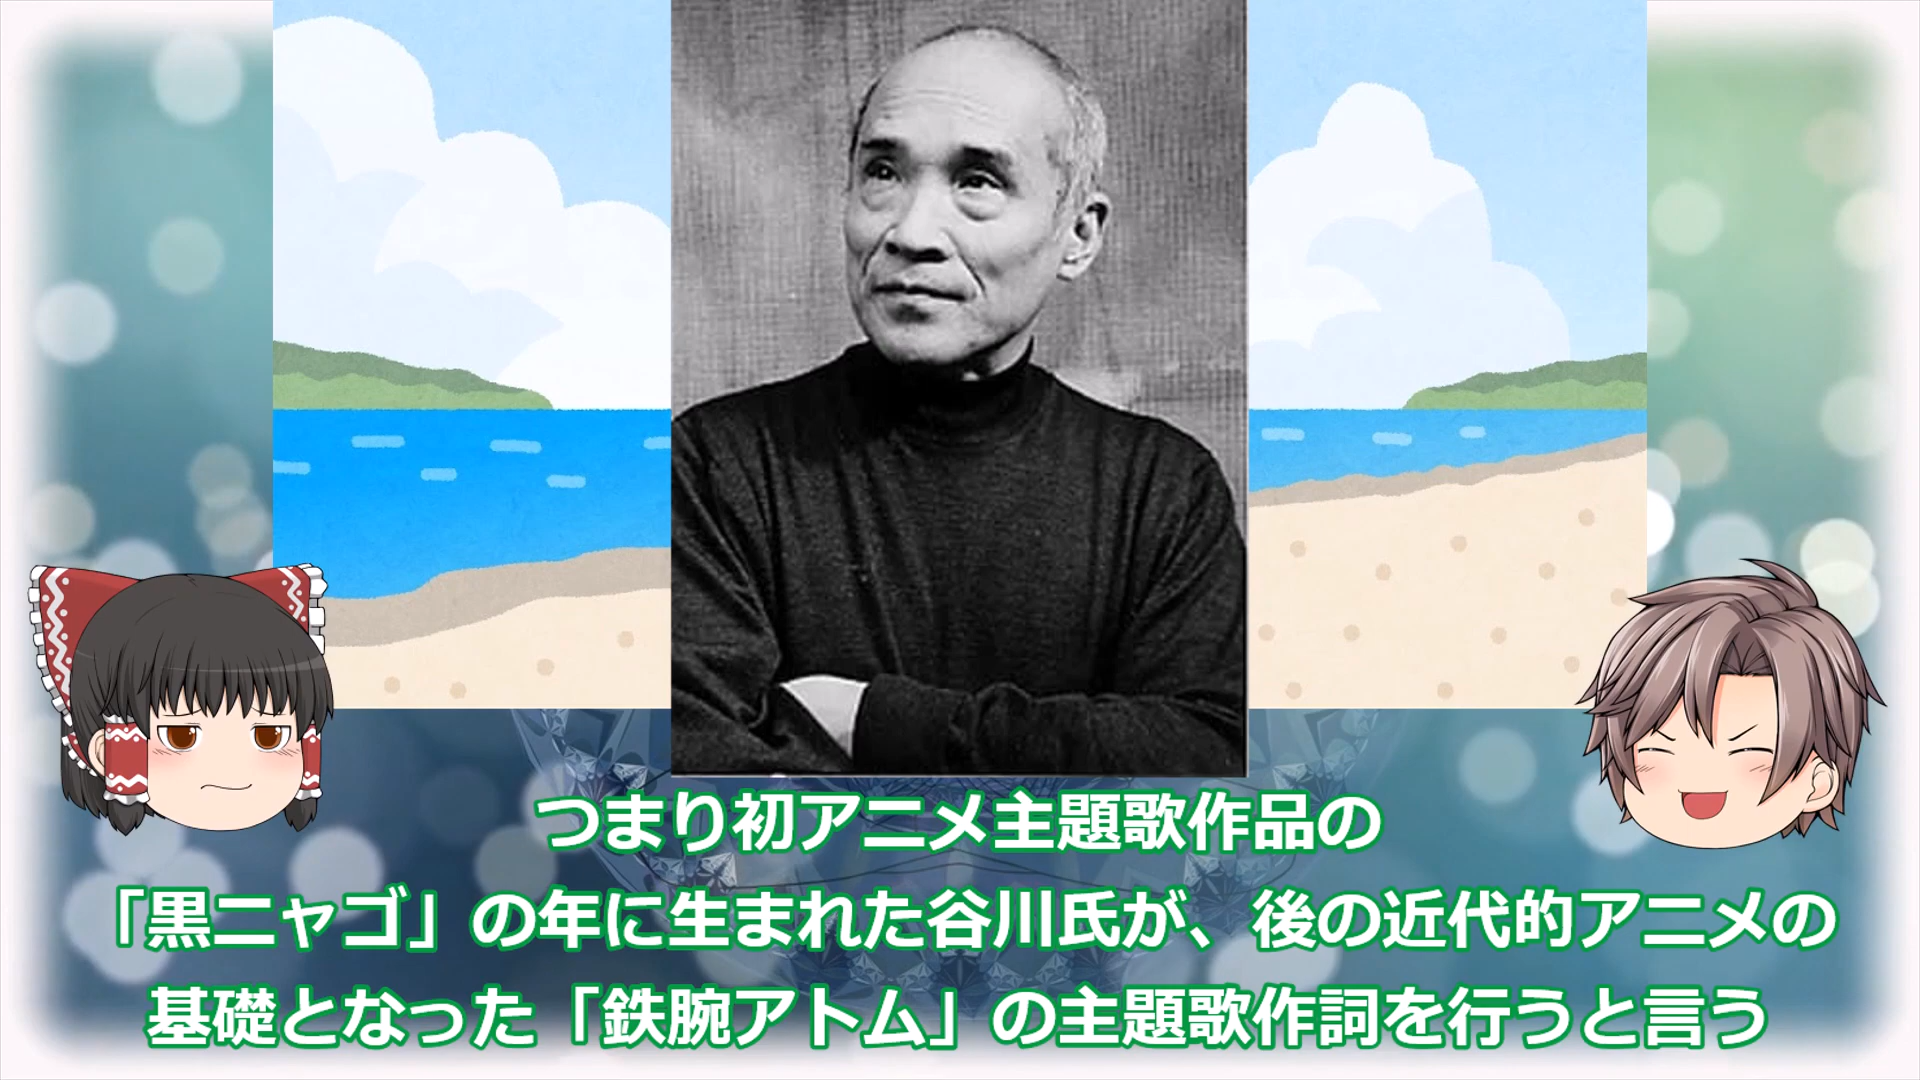 つまり初アニメ主題歌作品の
「黒ニャゴ」の年に生まれた谷川氏が、後の近代的アニメの
基礎となった「鉄腕アトム」の主題歌作詞を行うと言う